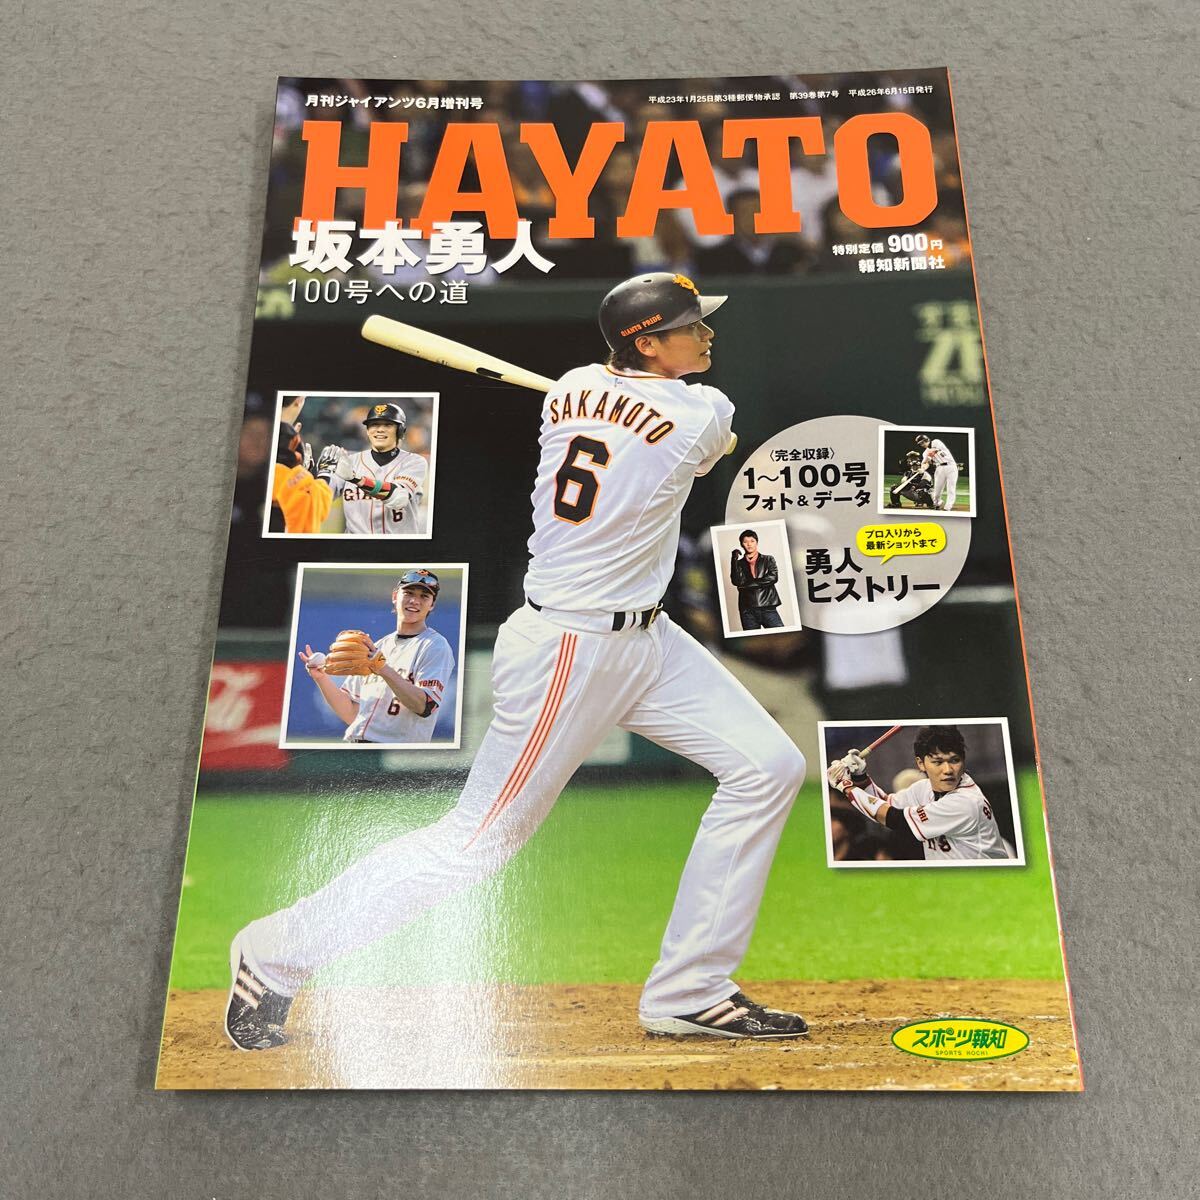 月刊ジャイアンツ6月増刊号
平成23年1月25日第3種郵便物承認 第39巻第7号 平成26年6月15日発行
HAYATO
坂本勇人
100号への道
特別定価 900円
報知新聞社
GIANTS PRIDE
SAKAMOTO
6
〈完全収録〉
1〜100号
フォト&データ
プロ入りから
最新ショットまで
勇人
ヒストリー
6
6
スポーツ報知
SPORTS HOCHI